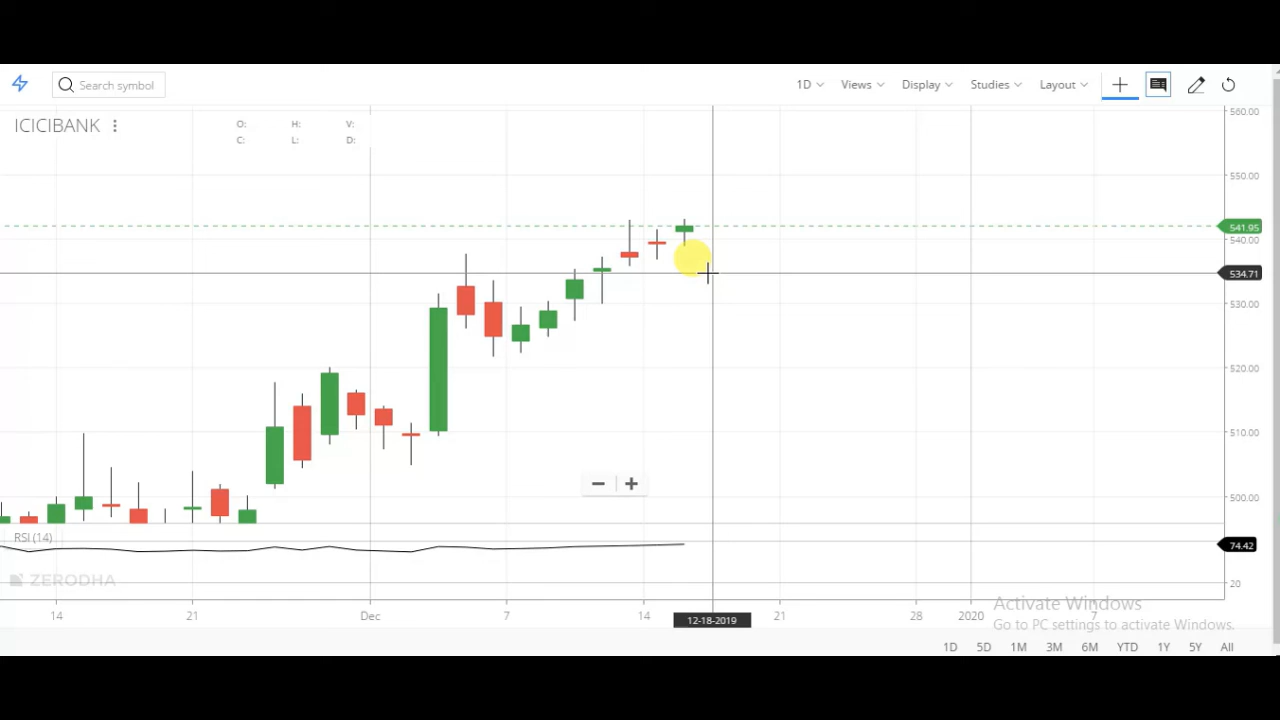 Search symbol 1D Views Display Studies Layout
560.00
ICICIBANK O: H: V:
C: L: D:
550.00
541.95
540.00
534.71
530.00
520.00
510.00
500.00
RSI (14)
74.42
ZERODHA
20
14 21 Dec 7 14 21 28 2020 7
12-18-2019
Activate Windows
Go to PC settings to activate Windows.
1D 5D 1M 3M 6M YTD 1Y 5Y All